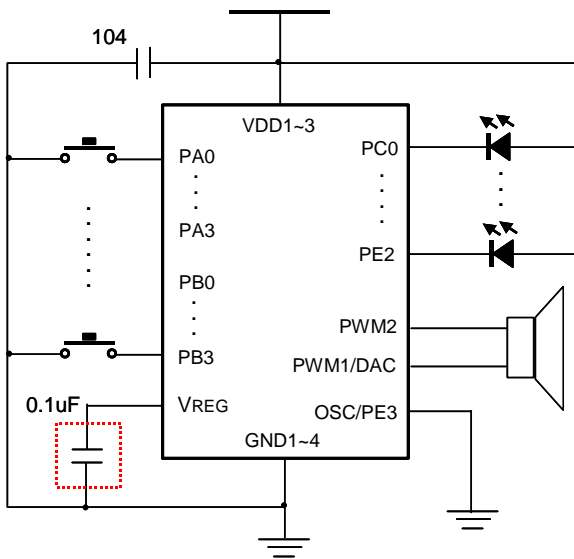 104
VDD1~3
PA0
PA3
PB0
PB3
VREG
0.1uF
GND1~4
PC0
PE2
PWM2
PWM1/DAC
OSC/PE3